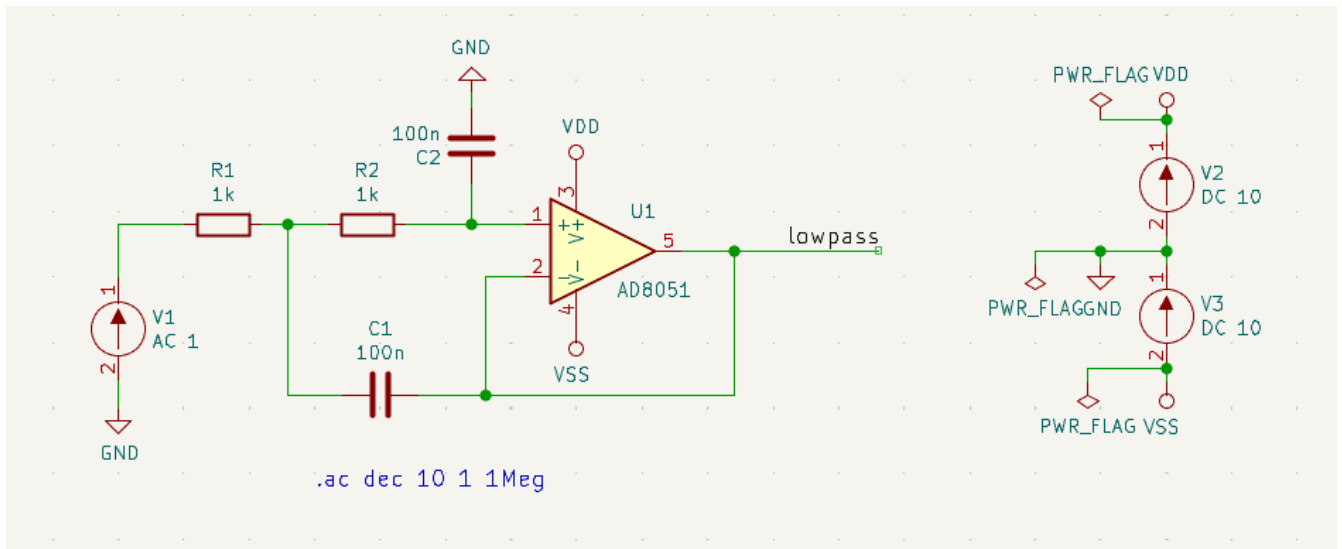 GND
100n
C2
VDD
R1
1k
R2
1k
3
1
+
V+
U1
5
lowpass
2
-
V-
AD8051
4
1
V1
AC 1
2
C1
100n
VSS
GND
.ac dec 10 1 1Meg
PWR_FLAG VDD
1
V2
DC 10
2
PWR_FLAG GND
1
V3
DC 10
2
PWR_FLAG VSS